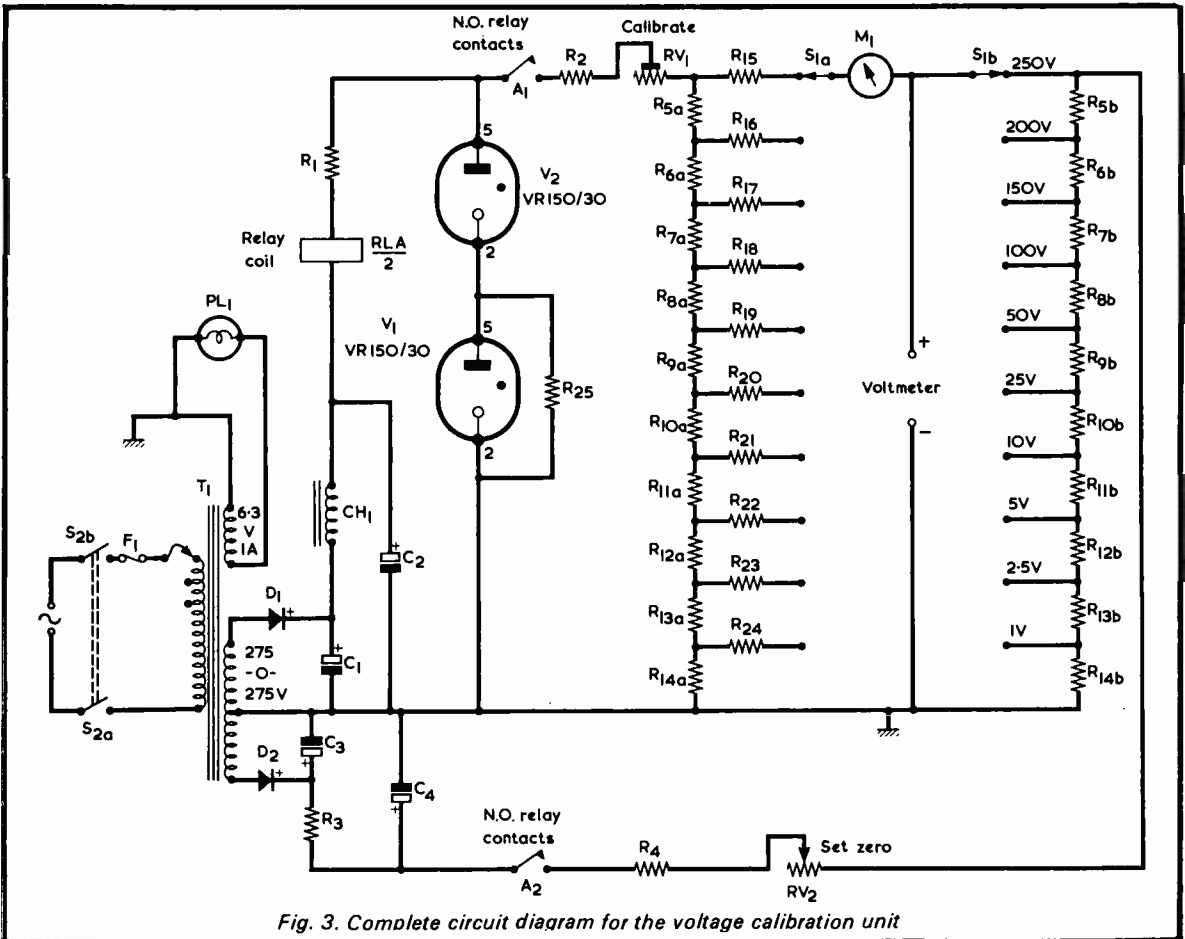 N.O. relay
contacts
A1
R2
Calibrate
RV1
R15
S1a
M1
S1b
250V
R5a
R5b
R16
200V
R1
5
V2
VR150/30
2
R6a
R6b
R17
150V
R7a
R7b
Relay
coil
RLA
2
R18
100V
R8a
R8b
PL1
V1
VR150/30
5
2
R25
R19
50V
R9a
R9b
+
Voltmeter
−
R20
25V
R10a
R10b
R21
10V
R11a
R11b
T1
6·3
V
1A
CH1
R22
5V
S2b
F1
+
C2
R12a
R12b
R23
2·5V
R13a
R13b
D1
+
R24
1V
275
-O-
275V
+
C1
R14a
R14b
S2a
D2
+
C3
+
C4
+
R3
N.O. relay
contacts
A2
R4
Set zero
RV2
Fig. 3. Complete circuit diagram for the voltage calibration unit